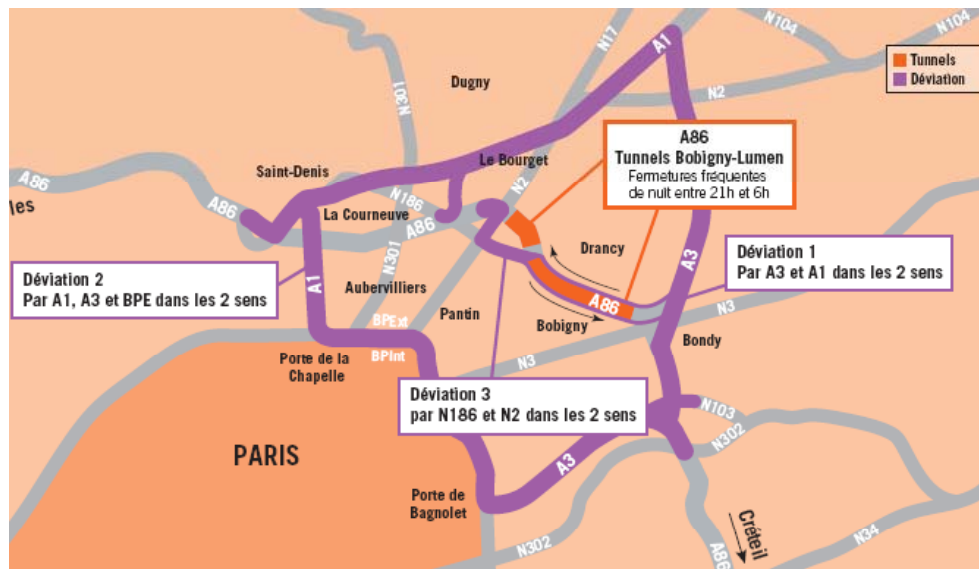 A1
N17
N104
N104
Tunnels
Déviation
Dugny
N301
N2
A86
Tunnels Bobigny-Lumen
Fermetures fréquentes
de nuit entre 21h et 6h
Le Bourget
Saint-Denis
N2
A86
les
A86
N186
La Courneuve
A86
Drancy
A3
Déviation 1
Par A3 et A1 dans les 2 sens
Déviation 2
Par A1, A3 et BPE dans les 2 sens
A1
N301
Aubervilliers
Pantin
A86
Bobigny
N3
BPExt
BPInt
Bondy
Porte de la
Chapelle
N3
Déviation 3
par N186 et N2 dans les 2 sens
N103
N302
PARIS
A3
Porte de
Bagnolet
Créteil
N302
A86
N34